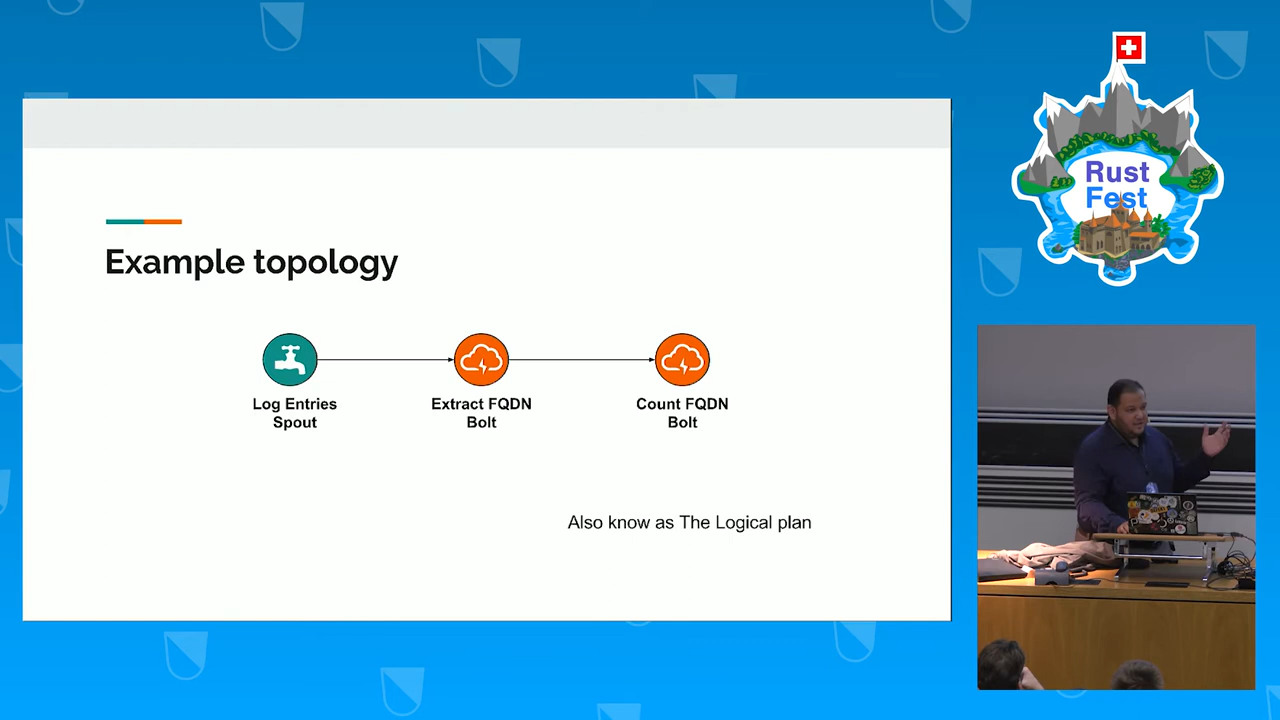 Rust
Fest
Example topology
Log Entries
Spout
Extract FQDN
Bolt
Count FQDN
Bolt
Also know as The Logical plan